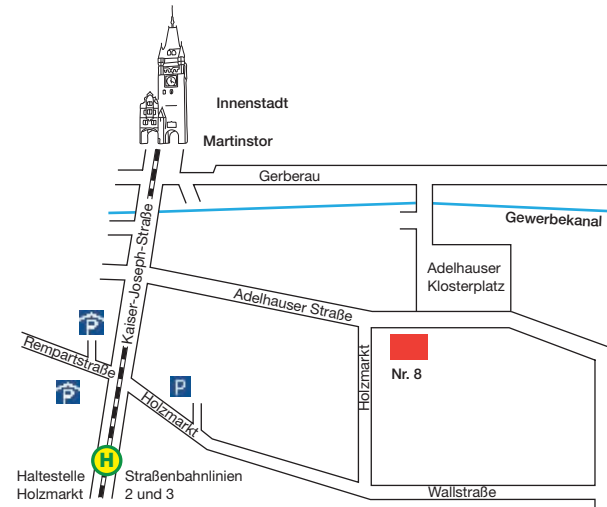 Innenstadt
Martinstor
Gerberau
Gewerbekanal
Kaiser-Joseph-Straße
Adelhauser
Klosterplatz
Adelhauser Straße
P
Rempartstraße
P
P
Holzmarkt
Holzmarkt
Nr. 8
H
Haltestelle
Holzmarkt
Straßenbahnlinien
2 und 3
Wallstraße